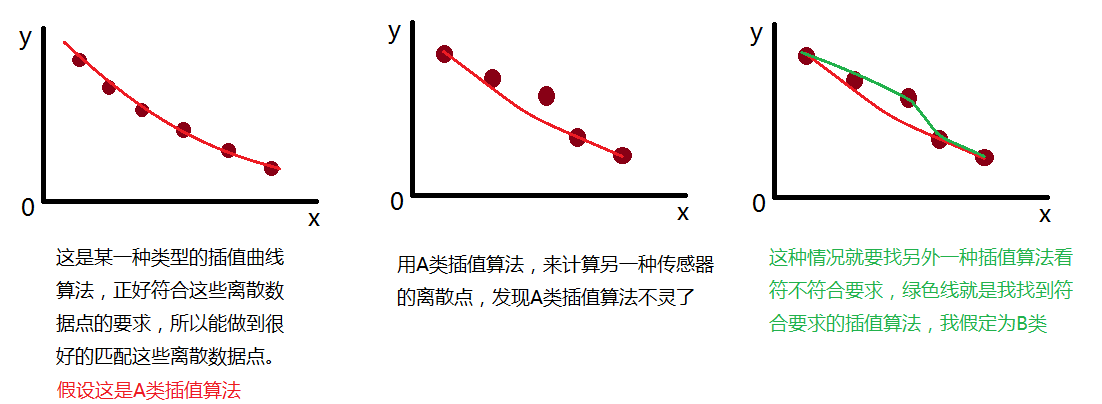 y
0
x
这是某一种类型的插值曲线
算法，正好符合这些离散数
据点的要求，所以能做到很
好的匹配这些离散数据点。
假设这是A类插值算法
y
0
x
用A类插值算法，来计算另一种传感器
的离散点，发现A类插值算法不灵了
y
0
x
这种情况就要找另外一种插值算法看
符不符合要求，绿色线就是我找到符
合要求的插值算法，我假定为B类